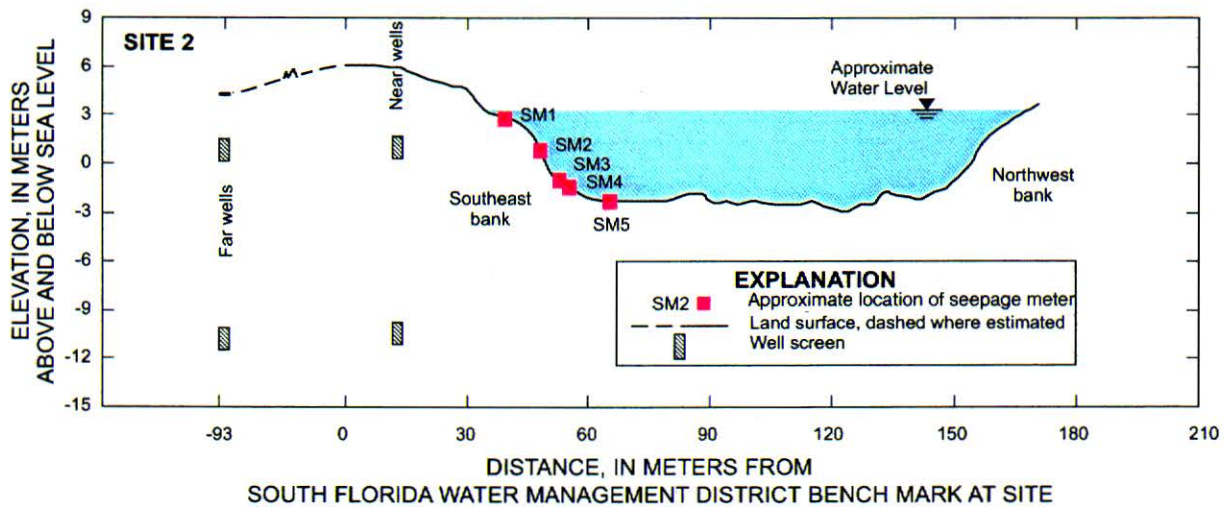 SITE 2
9
6
3
0
-3
-6
-9
-12
-15
ELEVATION, IN METERS
ABOVE AND BELOW SEA LEVEL
Far wells
Near wells
SM1
SM2
SM3
SM4
SM5
Southeast
bank
Approximate
Water Level
Northwest
bank
EXPLANATION
SM2 Approximate location of seepage meter
Land surface, dashed where estimated
Well screen
-93 0 30 60 90 120 150 180 210
DISTANCE, IN METERS FROM
SOUTH FLORIDA WATER MANAGEMENT DISTRICT BENCH MARK AT SITE